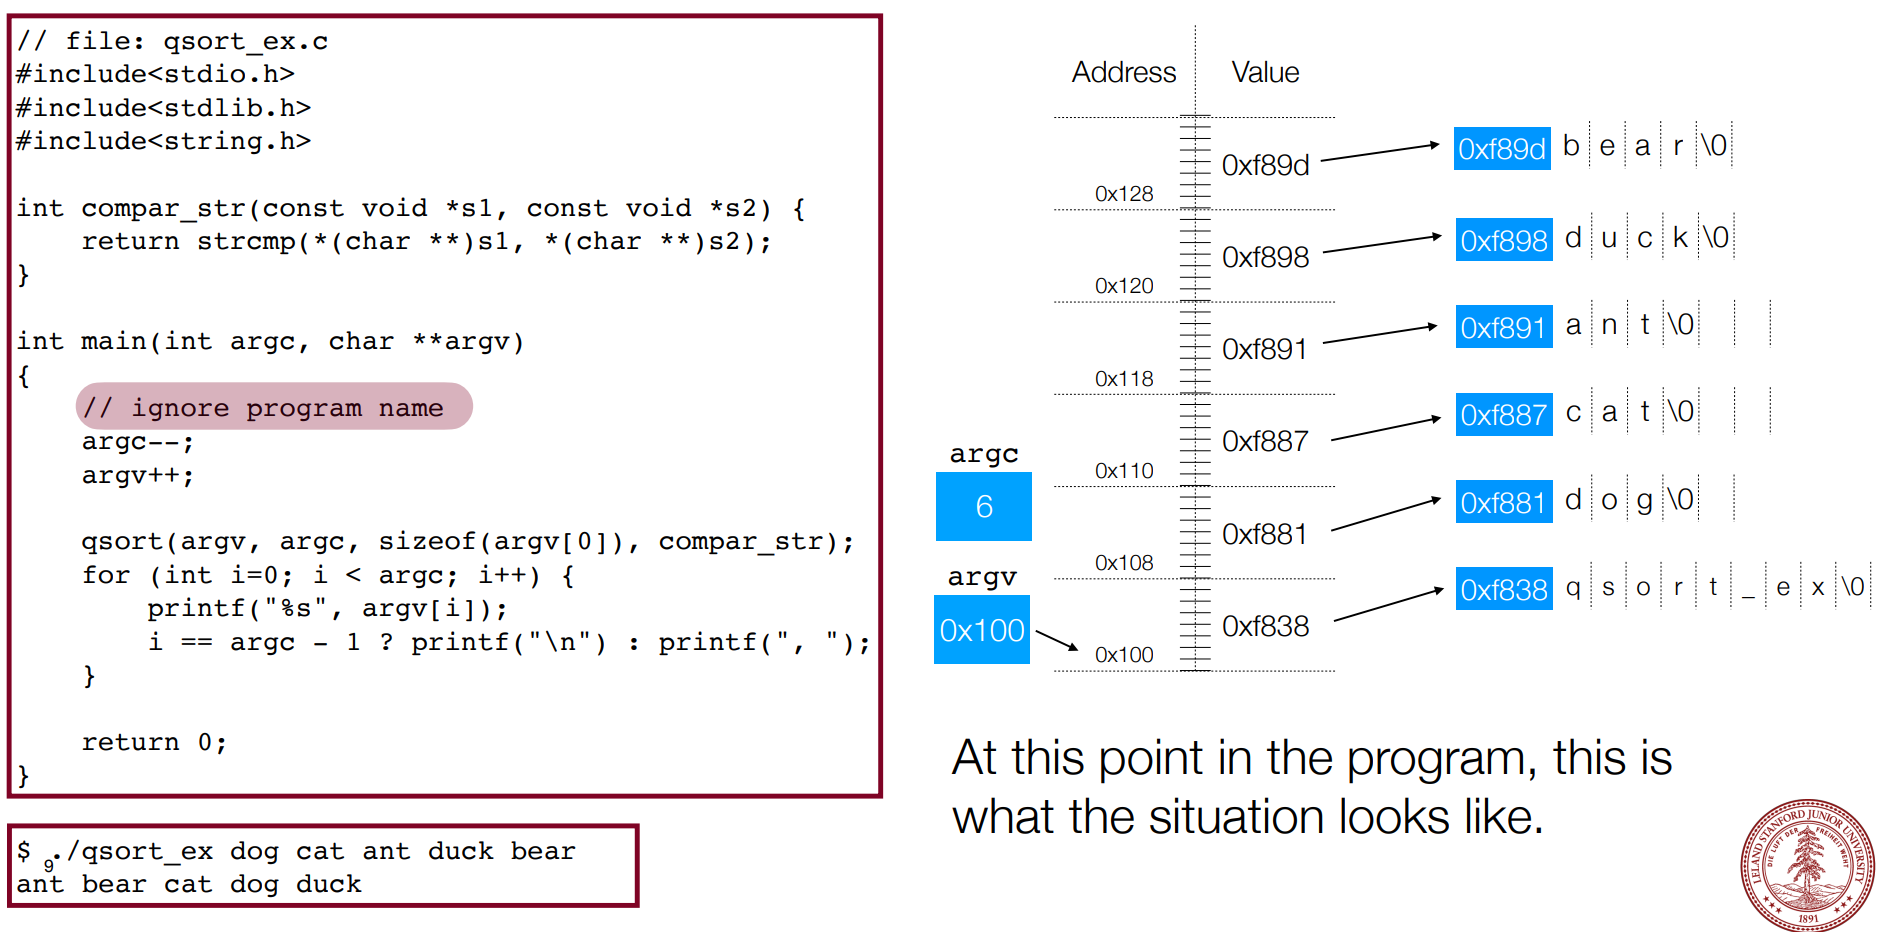 // file: qsort_ex.c
#include<stdio.h>
#include<stdlib.h>
#include<string.h>
int compar_str(const void *s1, const void *s2) {
    return strcmp(*(char **)s1, *(char **)s2);
}
int main(int argc, char **argv)
{
    // ignore program name
    argc--;
    argv++;
    qsort(argv, argc, sizeof(argv[0]), compar_str);
    for (int i=0; i < argc; i++) {
        printf("%s", argv[i]);
        i == argc - 1 ? printf("\n") : printf(", ");
    }
    return 0;
}
$ ./qsort_ex dog cat ant duck bear
9
ant bear cat dog duck
Address Value
0xf89d 0xf89d b e a r \0
0x128
0xf898 0xf898 d u c k \0
0x120
0xf891 0xf891 a n t \0
0x118
0xf887 0xf887 c a t \0
0x110
argc
6
0xf881 0xf881 d o g \0
0x108
argv
0x100
0xf838 0xf838 q s o r t _ e x \0
0x100
At this point in the program, this is
what the situation looks like.
LELAND STANFORD JUNIOR UNIVERSITY
DIE LUFT DER FREIHEIT WEHT
1891